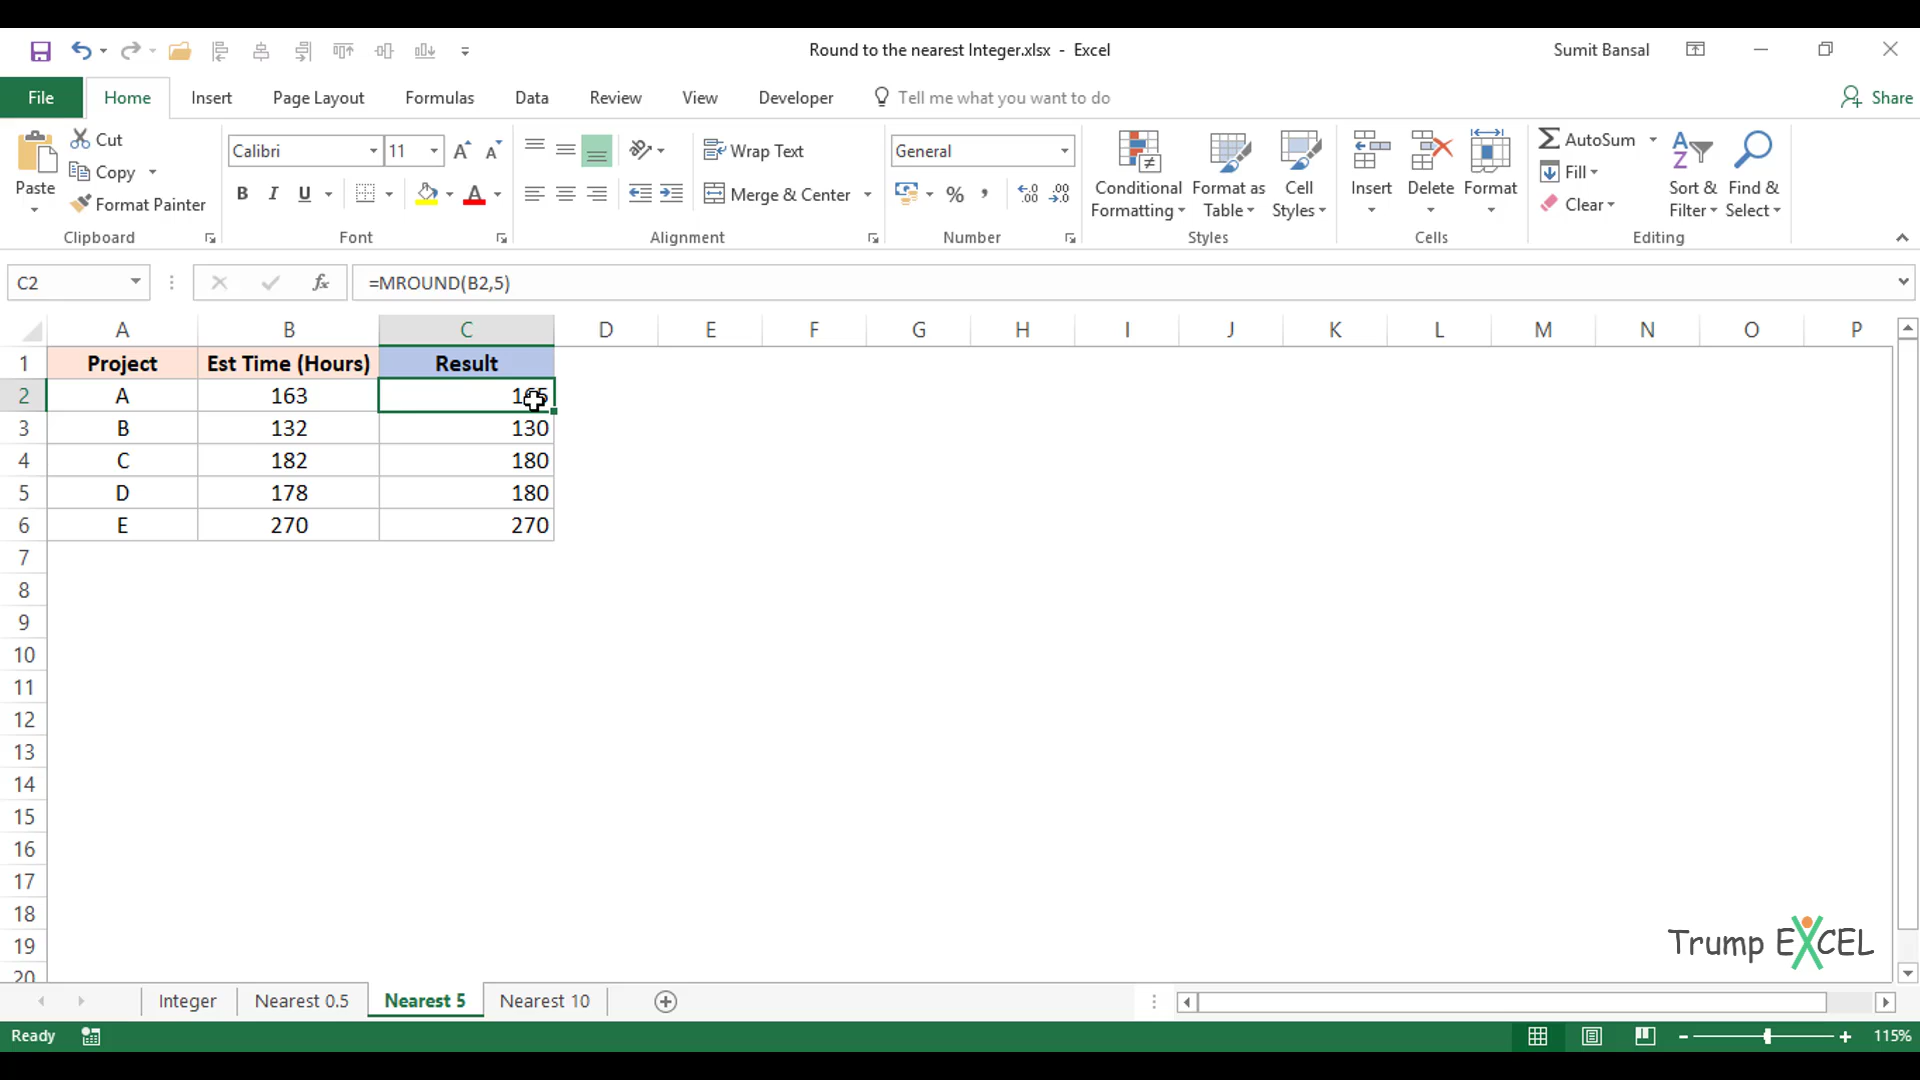 Round to the nearest Integer.xlsx - Excel
Sumit Bansal
File Home Insert Page Layout Formulas Data Review View Developer Tell me what you want to do Share
Paste
Cut
Copy
Format Painter
Clipboard
Calibri 11
B I U A
Font
Wrap Text
Merge & Center
Alignment
General
%
Number
Conditional Formatting
Format as Table
Cell Styles
Styles
Insert
Delete
Format
Cells
AutoSum
Fill
Clear
Sort & Filter
Find & Select
Editing
C2 fx =MROUND(B2,5)
A B C D E F G H I J K L M N O P
1 Project Est Time (Hours) Result
2 A 163
3 B 132 130
4 C 182 180
5 D 178 180
6 E 270 270
7
8
9
10
11
12
13
14
15
16
17
18
19
20
Trump EXCEL
Integer Nearest 0.5 Nearest 5 Nearest 10
Ready 115%